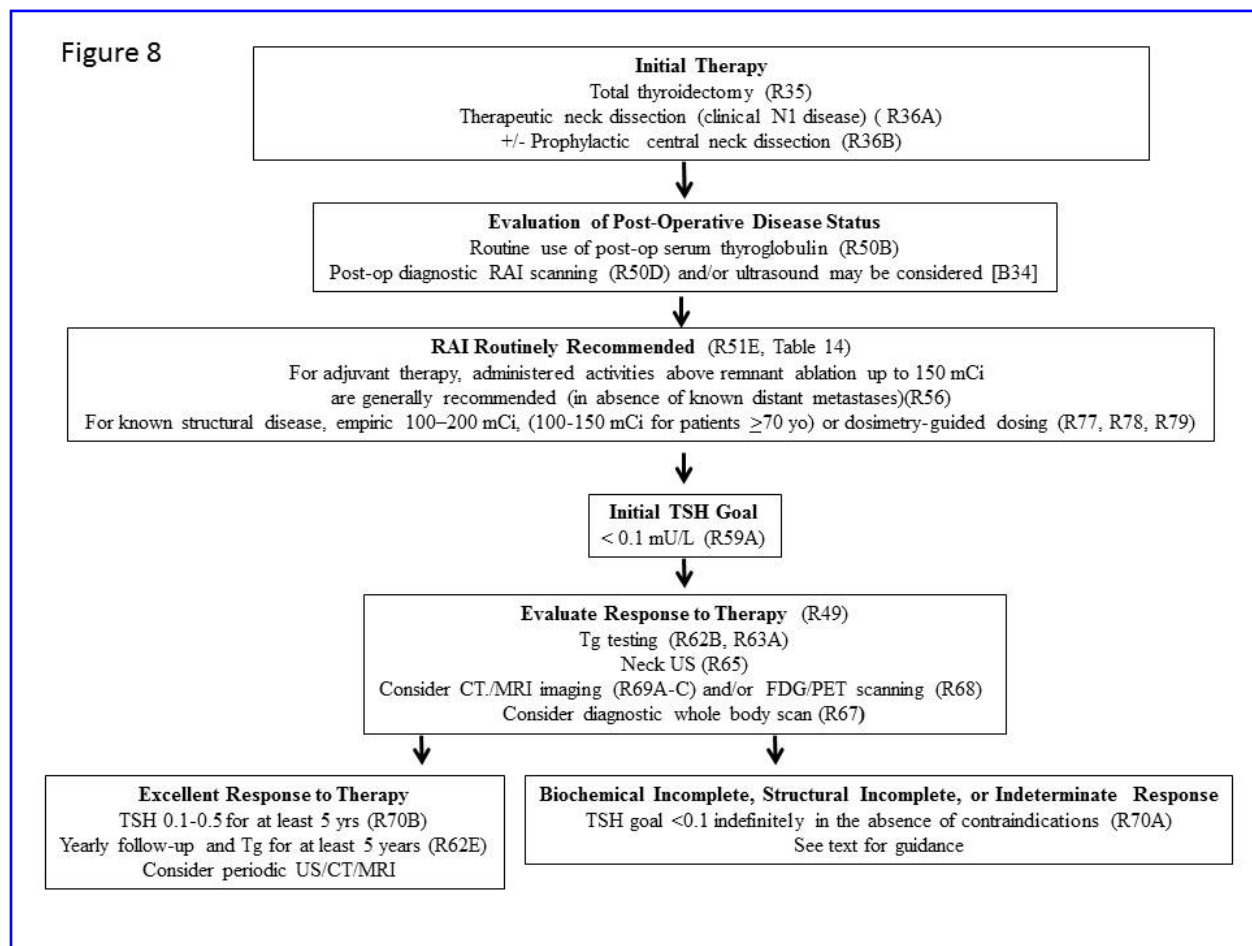 Figure 8
Initial Therapy
Total thyroidectomy (R35)
Therapeutic neck dissection (clinical N1 disease) ( R36A)
+/- Prophylactic central neck dissection (R36B)
Evaluation of Post-Operative Disease Status
Routine use of post-op serum thyroglobulin (R50B)
Post-op diagnostic RAI scanning (R50D) and/or ultrasound may be considered [B34]
RAI Routinely Recommended (R51E, Table 14)
For adjuvant therapy, administered activities above remnant ablation up to 150 mCi
are generally recommended (in absence of known distant metastases)(R56)
For known structural disease, empiric 100–200 mCi, (100-150 mCi for patients ≥70 yo) or dosimetry-guided dosing (R77, R78, R79)
Initial TSH Goal
< 0.1 mU/L (R59A)
Evaluate Response to Therapy (R49)
Tg testing (R62B, R63A)
Neck US (R65)
Consider CT./MRI imaging (R69A-C) and/or FDG/PET scanning (R68)
Consider diagnostic whole body scan (R67)
Excellent Response to Therapy
TSH 0.1-0.5 for at least 5 yrs (R70B)
Yearly follow-up and Tg for at least 5 years (R62E)
Consider periodic US/CT/MRI
Biochemical Incomplete, Structural Incomplete, or Indeterminate Response
TSH goal <0.1 indefinitely in the absence of contraindications (R70A)
See text for guidance